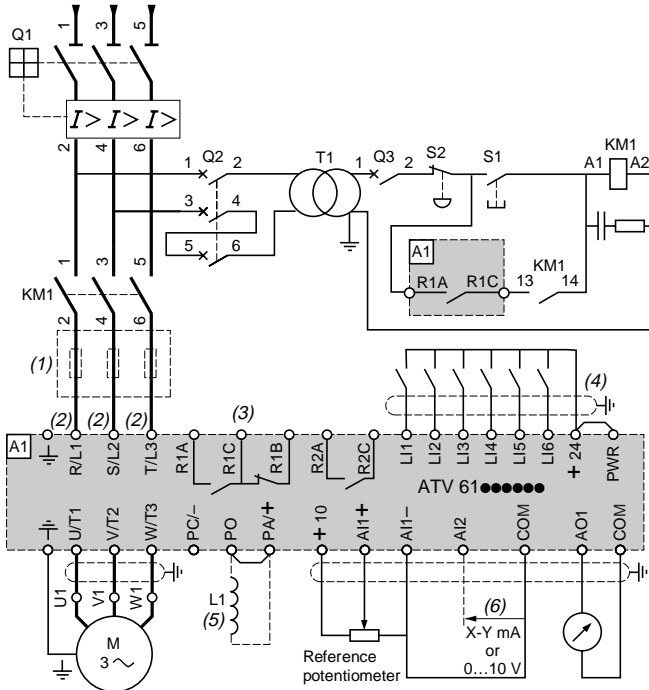 1 3 5
Q1
I> I> I>
2 4 6
1 Q2 2 T1 1 Q3 2 S2 S1 KM1
A1 A2
3 4
5 6
A1
R1A R1C 13 KM1 14
1 3 5
KM1
2 4 6
(1)
(2) (2) (2) (3) (4)
A1
R/L1 S/L2 T/L3 R1A R1C R1B R2A R2C LI1 LI2 LI3 LI4 LI5 LI6 +24 PWR
ATV 61●●●●●●
U/T1 V/T2 W/T3 PC/– PO PA/+ +10 AI1+ AI1– AI2 COM AO1 COM
U1 V1 W1
L1
(5)
(6)
X-Y mA
or
0…10 V
M
3
Reference
potentiometer